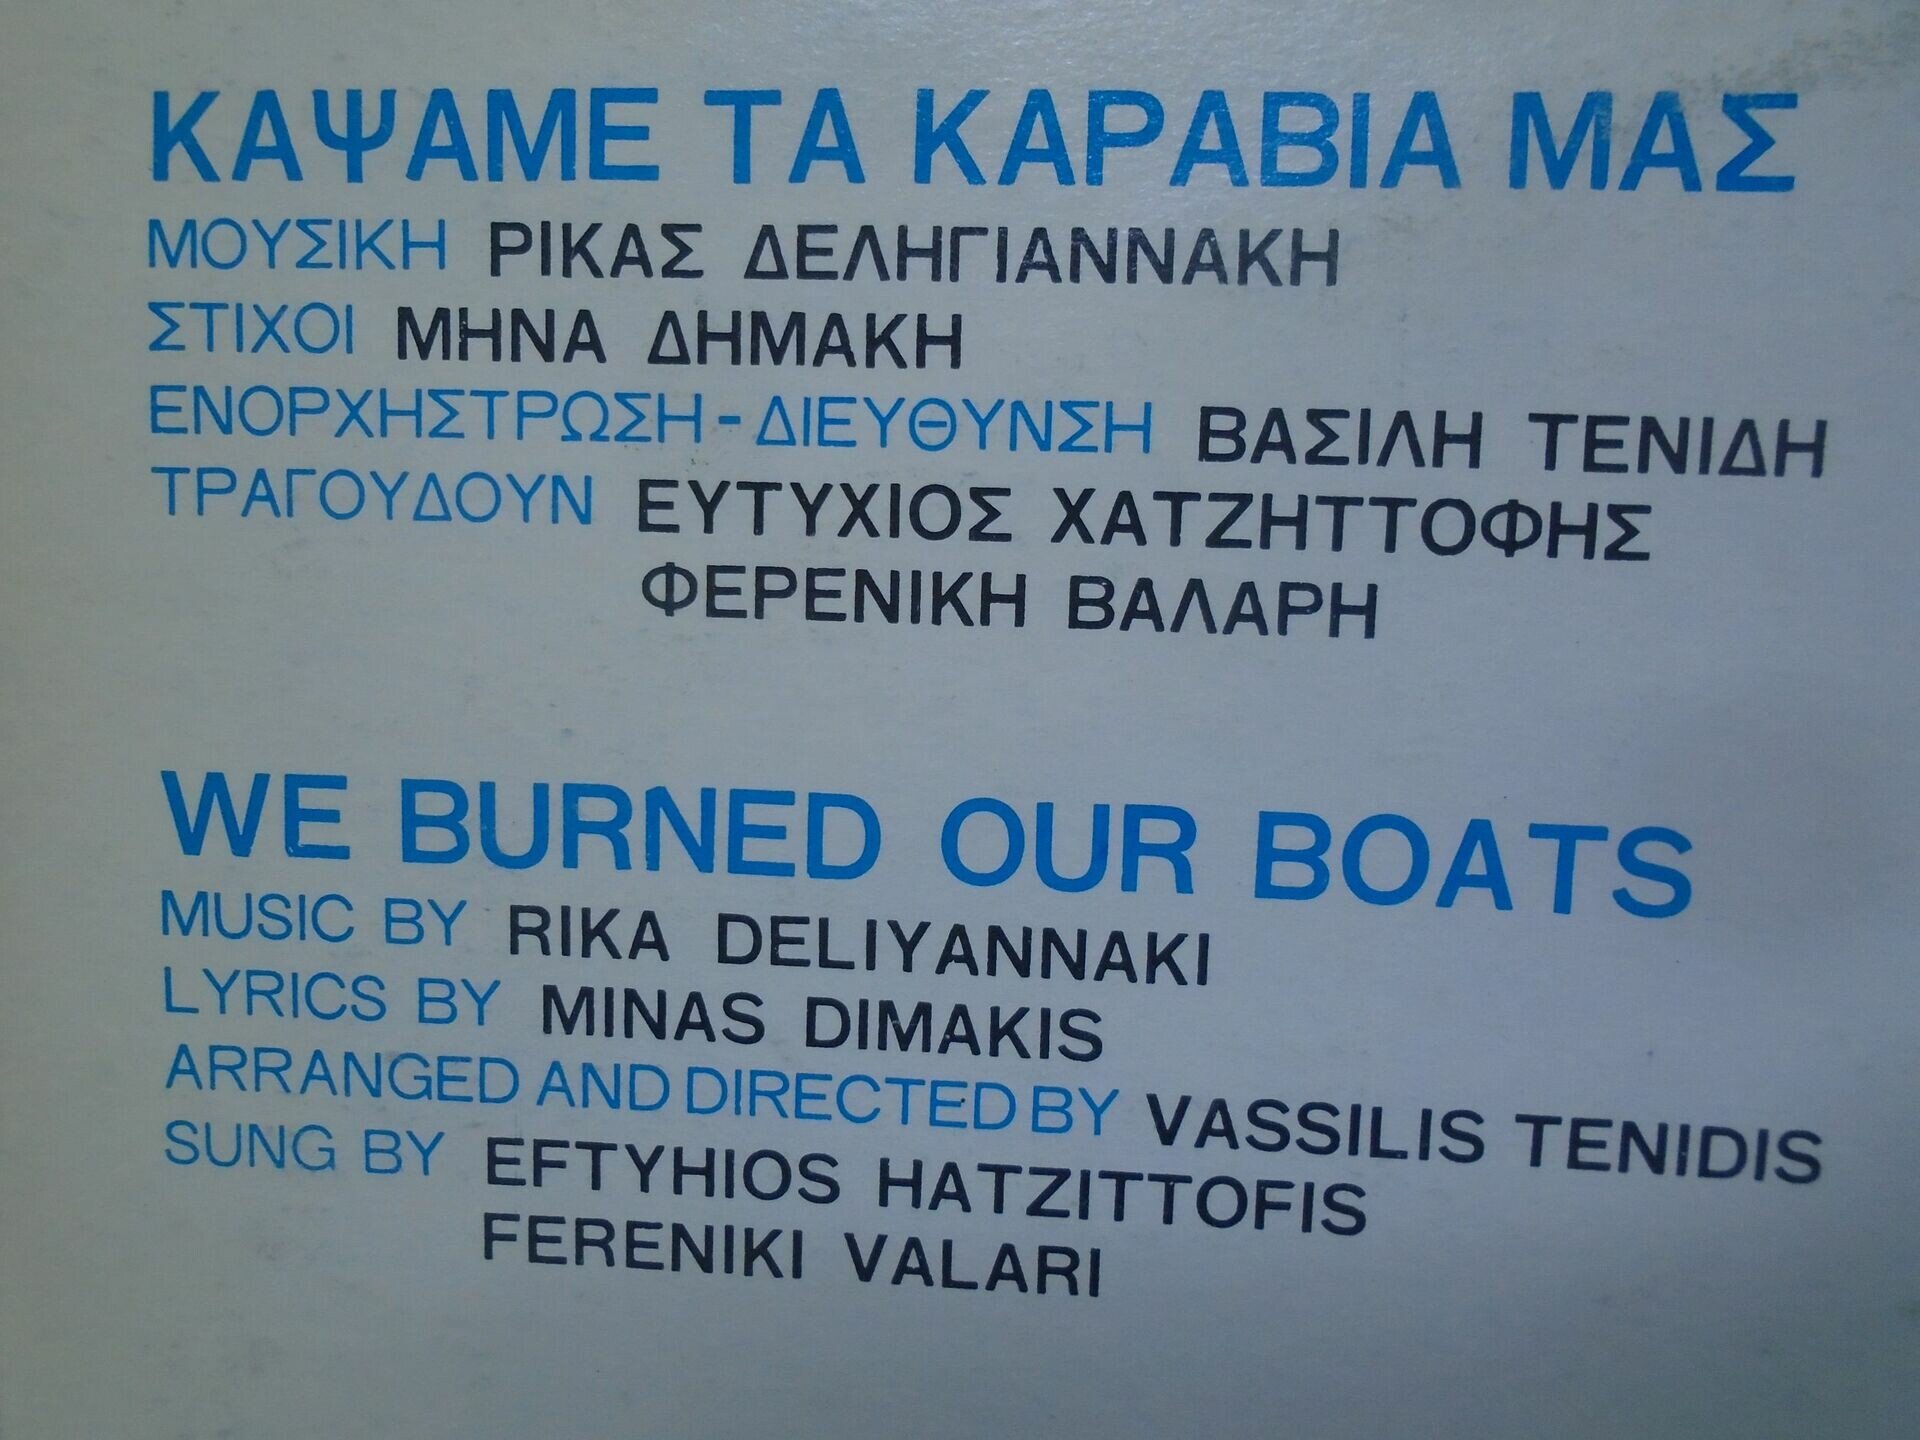 ΚΑΨΑΜΕ ΤΑ ΚΑΡΑΒΙΑ ΜΑΣ
ΜΟΥΣΙΚΗ ΡΙΚΑΣ ΔΕΛΗΓΙΑΝΝΑΚΗ
ΣΤΙΧΟΙ ΜΗΝΑ ΔΗΜΑΚΗ
ΕΝΟΡΧΗΣΤΡΩΣΗ-ΔΙΕΥΘΥΝΣΗ ΒΑΣΙΛΗ ΤΕΝΙΔΗ
ΤΡΑΓΟΥΔΟΥΝ ΕΥΤΥΧΙΟΣ ΧΑΤΖΗΤΤΟΦΗΣ
ΦΕΡΕΝΙΚΗ ΒΑΛΑΡΗ
WE BURNED OUR BOATS
MUSIC BY RIKA DELIYANNAKI
LYRICS BY MINAS DIMAKIS
ARRANGED AND DIRECTED BY VASSILIS TENIDIS
SUNG BY EFTYHIOS HATZITTOFIS
FERENIKI VALARI